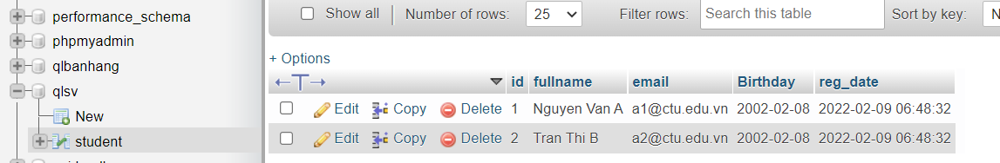 performance_schema
phpmyadmin
qlbanhang
qlsv
New
student
Show all Number of rows: 25 Filter rows: Search this table Sort by key: N
+ Options
id fullname email Birthday reg_date
Edit Copy Delete 1 Nguyen Van A a1@ctu.edu.vn 2002-02-08 2022-02-09 06:48:32
Edit Copy Delete 2 Tran Thi B a2@ctu.edu.vn 2002-02-08 2022-02-09 06:48:32